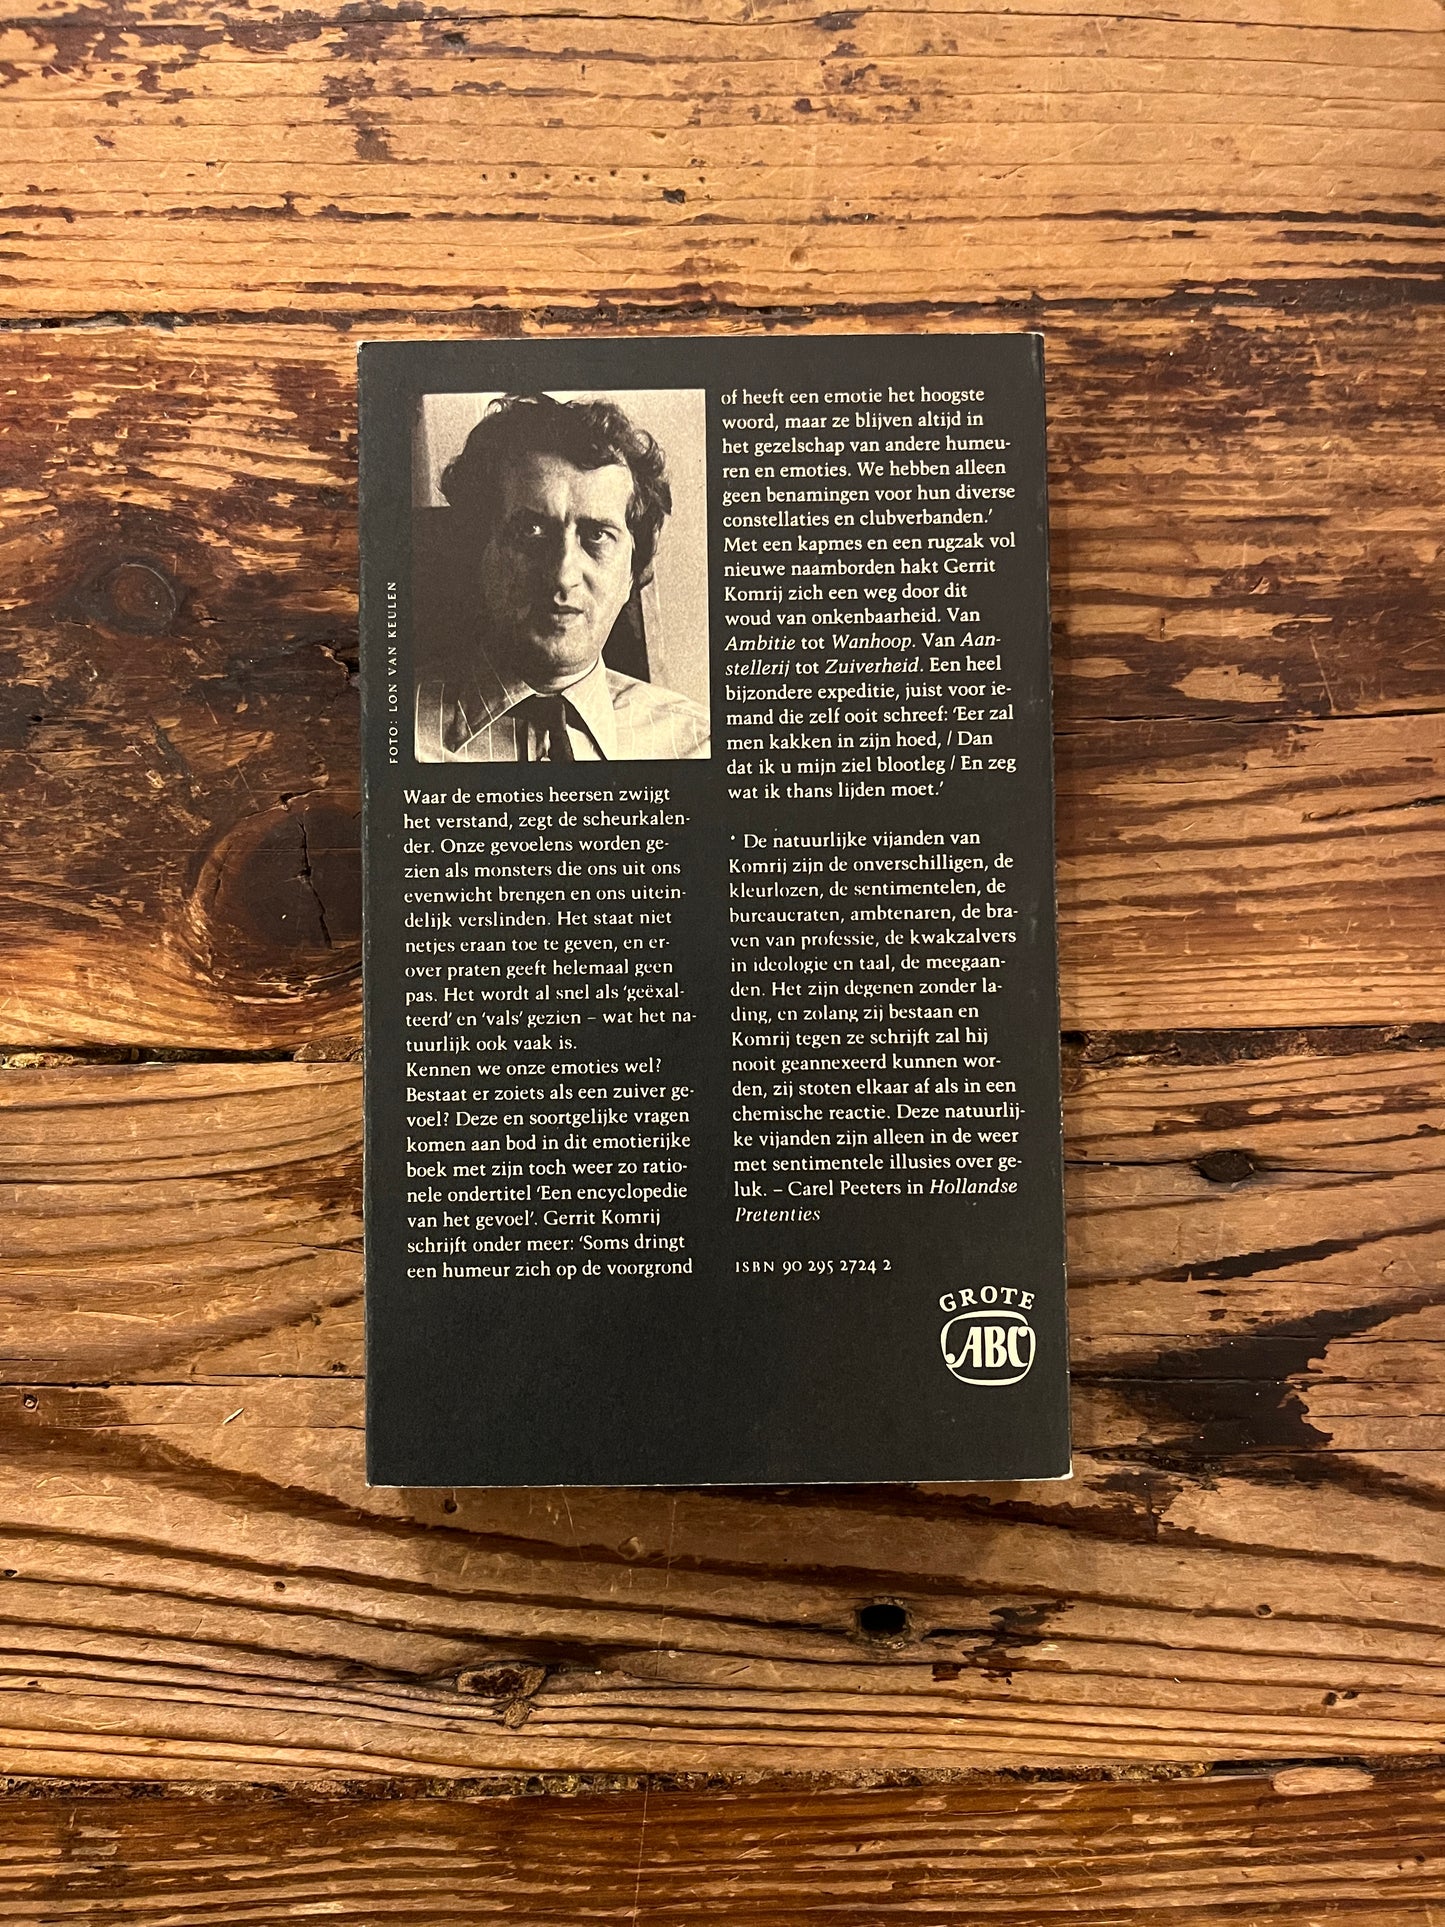 FOTO: LON VAN KEULEN
Waar de emoties heersen zwijgt
het verstand, zegt de scheurkalen-
der. Onze gevoelens worden ge-
zien als monsters die ons uit ons
evenwicht brengen en ons uitein-
delijk verslinden. Het staat niet
netjes eraan toe te geven, en er-
over praten geeft helemaal geen
pas. Het wordt al snel als ‘geëxal-
teerd’ en ‘vals’ gezien – wat het na-
tuurlijk ook vaak is.
Kennen we onze emoties wel?
Bestaat er zoiets als een zuiver ge-
voel? Deze en soortgelijke vragen
komen aan bod in dit emotierijke
boek met zijn toch weer zo ratio-
nele ondertitel ‘Een encyclopedie
van het gevoel’. Gerrit Komrij
schrijft onder meer: ‘Soms dringt
een humeur zich op de voorgrond
of heeft een emotie het hoogste
woord, maar ze blijven altijd in
het gezelschap van andere humeu-
ren en emoties. We hebben alleen
geen benamingen voor hun diverse
constellaties en clubverbanden.’
Met een kapmes en een rugzak vol
nieuwe naamborden hakt Gerrit
Komrij zich een weg door dit
woud van onkenbaarheid. Van
Ambitie tot Wanhoop. Van Aan-
stellerij tot Zuiverheid. Een heel
bijzondere expeditie, juist voor ie-
mand die zelf ooit schreef: ‘Eer zal
men kakken in zijn hoed, / Dan
dat ik u mijn ziel blootleg / En zeg
wat ik thans lijden moet.’
• De natuurlijke vijanden van
Komrij zijn de onverschilligen, de
kleurlozen, de sentimentelen, de
bureaucraten, ambtenaren, de bra-
ven van professie, de kwakzalvers
in ideologie en taal, de meegaan-
den. Het zijn degenen zonder la-
ding, en zolang zij bestaan en
Komrij tegen ze schrijft zal hij
nooit geannexeerd kunnen wor-
den, zij stoten elkaar af als in een
chemische reactie. Deze natuurlij-
ke vijanden zijn alleen in de weer
met sentimentele illusies over ge-
luk. – Carel Peeters in Hollandse
Pretenties
ISBN 90 295 2724 2
GROTE
ABC